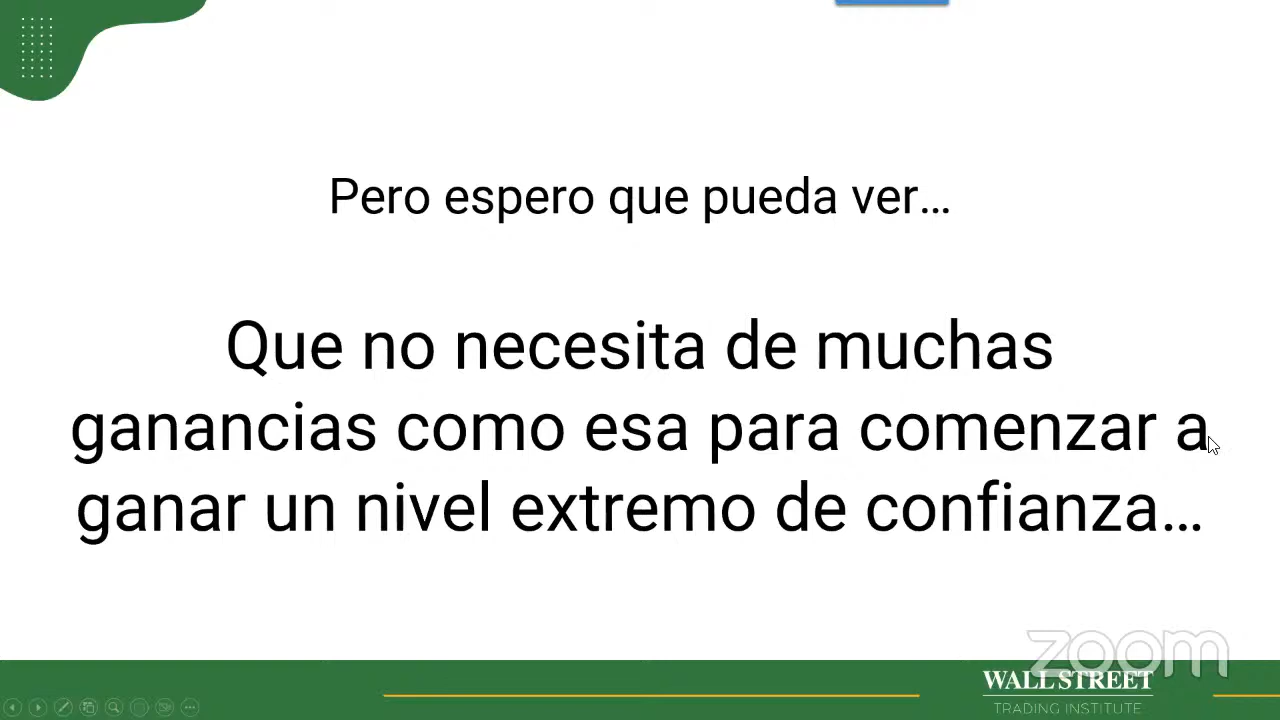 Pero espero que pueda ver...
Que no necesita de muchas
ganancias como esa para comenzar a
ganar un nivel extremo de confianza...
zoom
WALL STREET
TRADING INSTITUTE